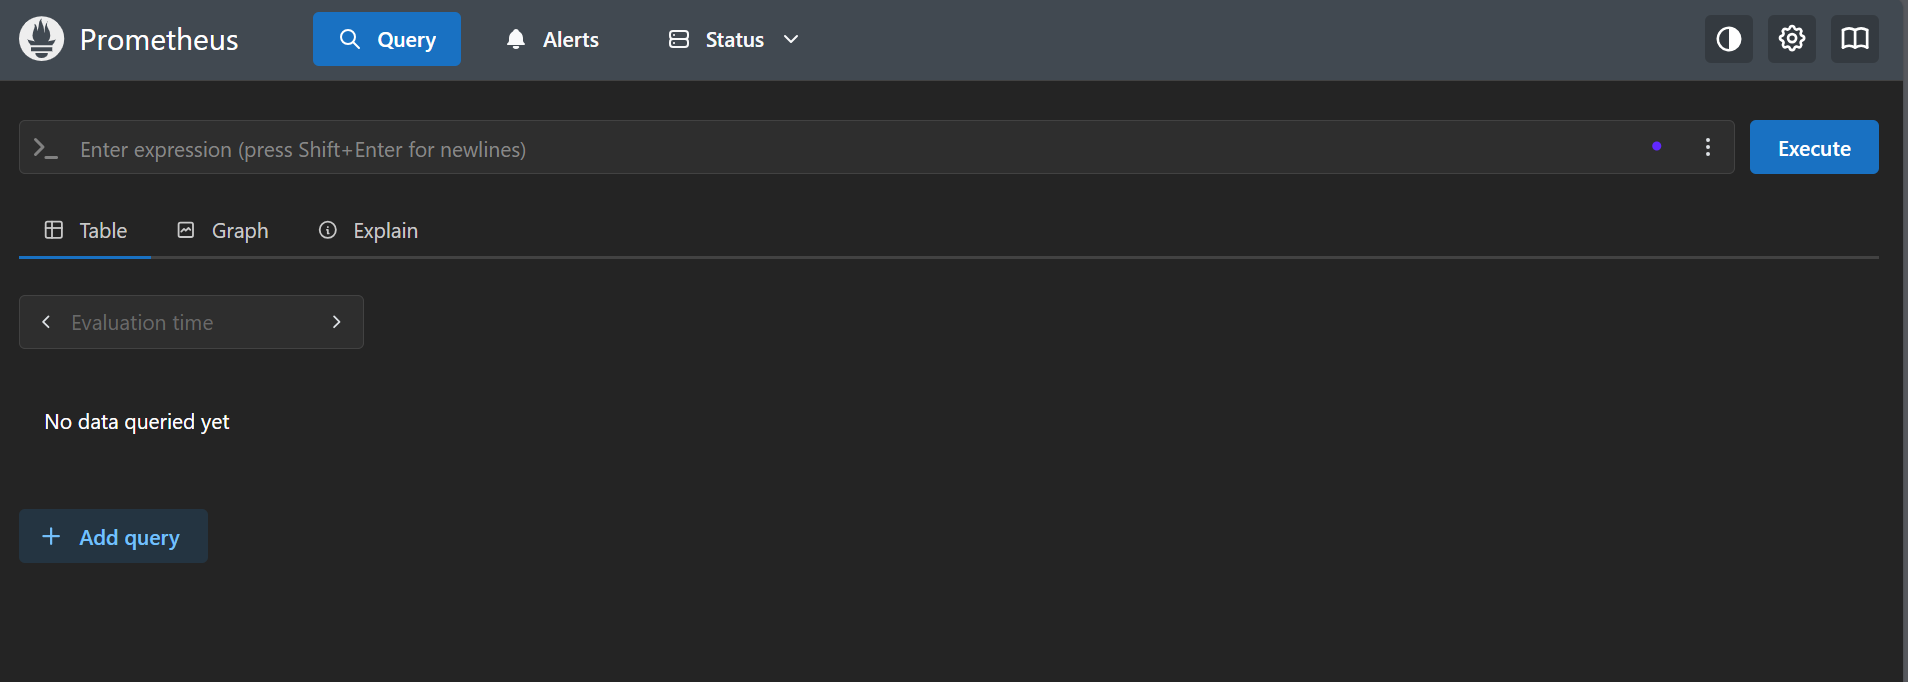 Prometheus Query Alerts Status
Enter expression (press Shift+Enter for newlines) Execute
Table Graph Explain
Evaluation time
No data queried yet
Add query